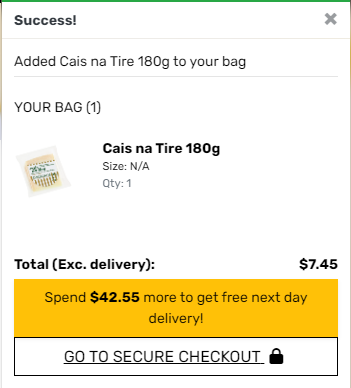 Success!
Added Cais na Tire 180g to your bag
YOUR BAG (1)
Cais na Tire 180g
Size: N/A
Qty: 1
Total (Exc. delivery): $7.45
Spend $42.55 more to get free next day
delivery!
GO TO SECURE CHECKOUT